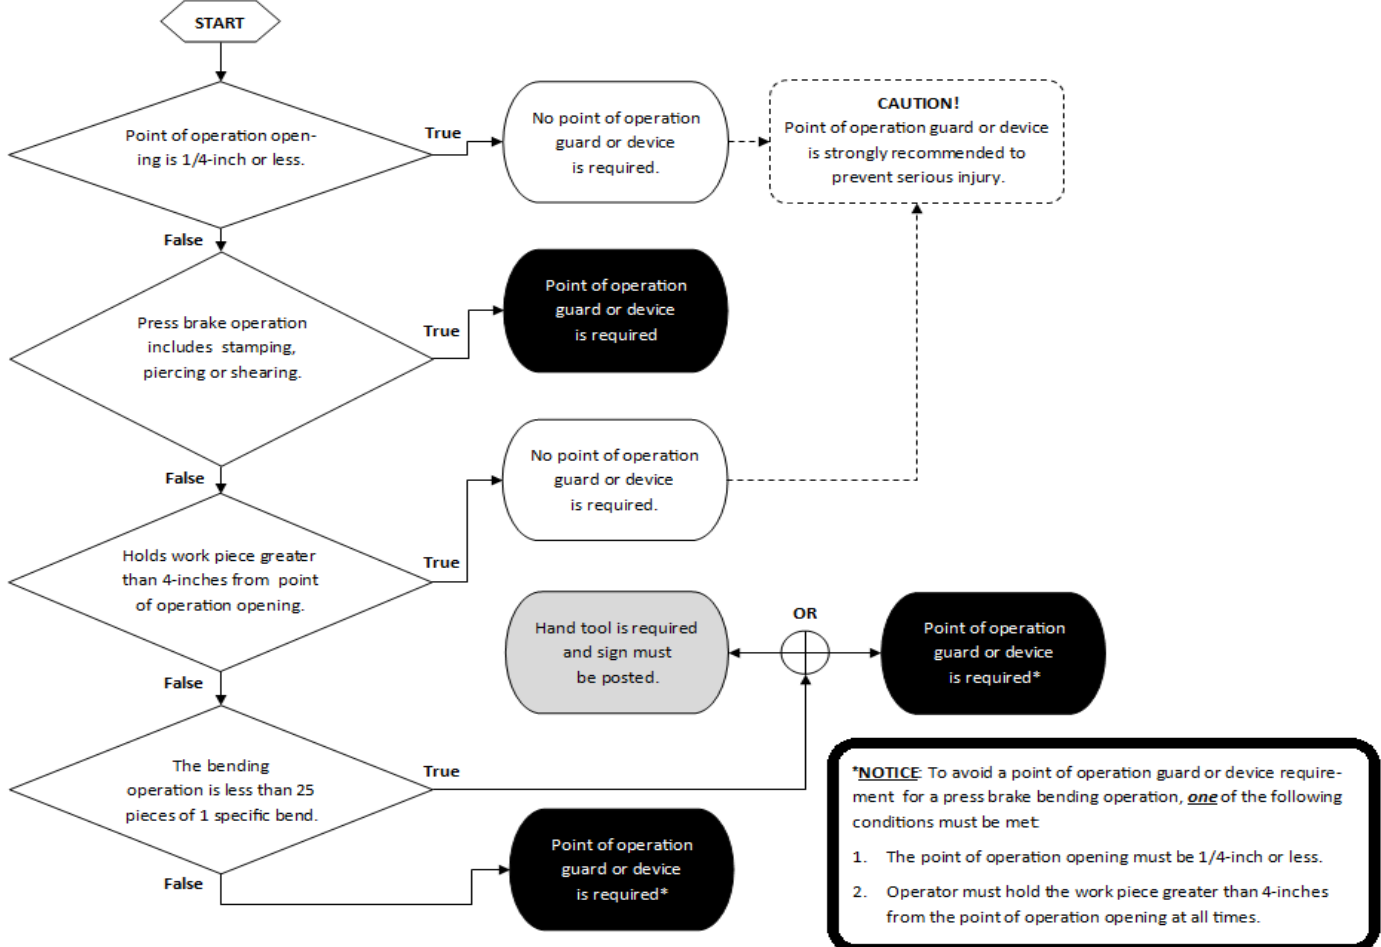 START
Point of operation open-
ing is 1/4-inch or less.
True
No point of operation
guard or device
is required.
CAUTION!
Point of operation guard or device
is strongly recommended to
prevent serious injury.
False
Press brake operation
includes stamping,
piercing or shearing.
True
Point of operation
guard or device
is required
False
No point of operation
guard or device
is required.
Holds work piece greater
than 4-inches from point
of operation opening.
True
Hand tool is required
and sign must
be posted.
OR
Point of operation
guard or device
is required*
False
The bending
operation is less than 25
pieces of 1 specific bend.
True
False
Point of operation
guard or device
is required*
*NOTICE: To avoid a point of operation guard or device require-
ment for a press brake bending operation, one of the following
conditions must be met:
1. The point of operation opening must be 1/4-inch or less.
2. Operator must hold the work piece greater than 4-inches
from the point of operation opening at all times.